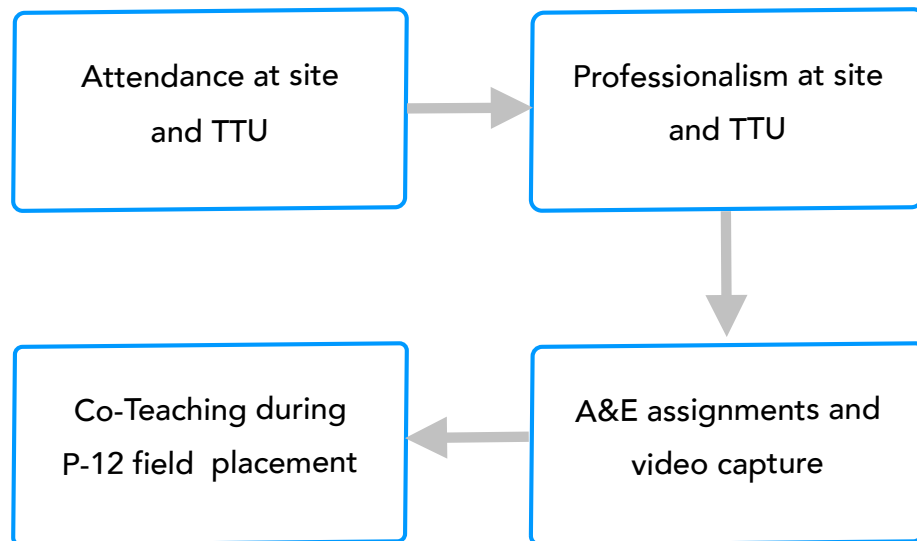 Attendance at site
and TTU
Professionalism at site
and TTU
A&E assignments and
video capture
Co-Teaching during
P-12 field placement